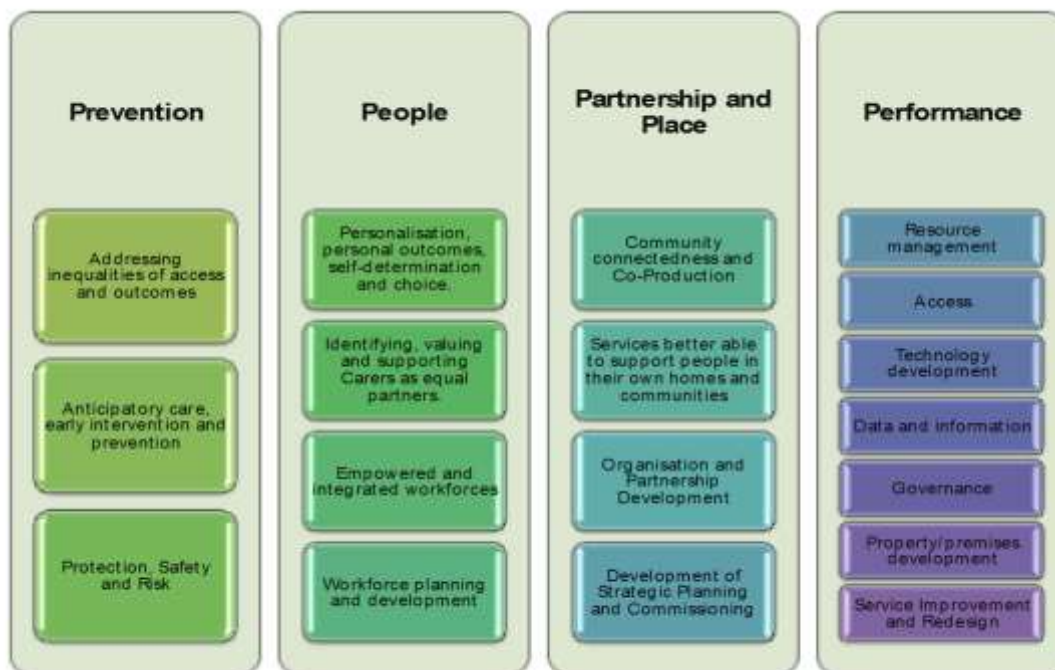 Prevention
Addressing
inequalities of access
and outcomes
Anticipatory care,
early intervention and
prevention
Protection, Safety
and Risk
People
Personalisation,
personal outcomes,
self-determination
and choice.
Identifying, valuing
and supporting
Carers as equal
partners.
Empowered and
integrated workforces
Workforce planning
and development
Partnership and
Place
Community
connectedness and
Co-Production
Services better able
to support people in
their own homes and
communities
Organisation and
Partnership
Development
Development of
Strategic Planning
and Commissioning
Performance
Resource
management
Access
Technology
development
Data and information
Governance
Property/premises
development
Service Improvement
and Redesign